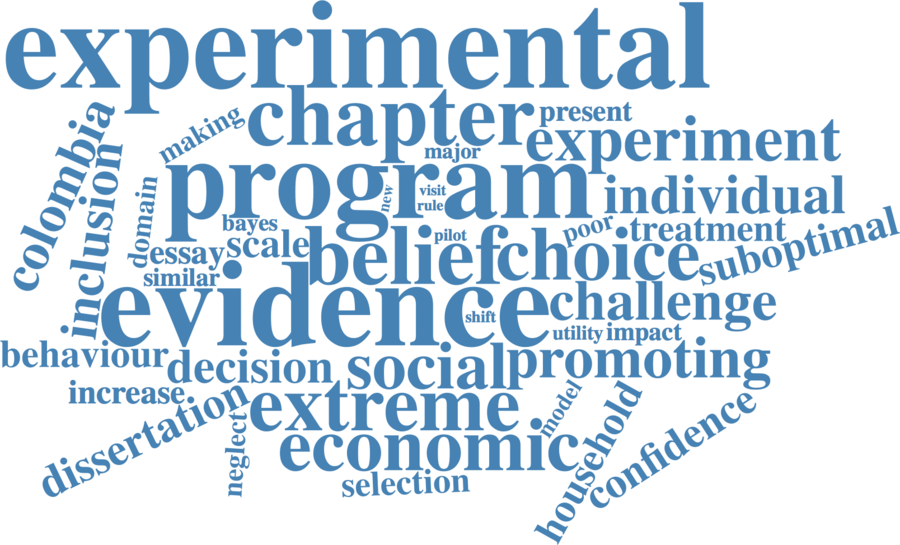 experimental
chapter
present
colombia
making
major
experiment
inclusion
domain
program
new
visit
rule
individual
bayes
essay
scale
belief
pilot
choice
poor
treatment
suboptimal
similar
evidence
shift
challenge
utility
impact
behaviour
decision
social
promoting
increase
dissertation
extreme
model
household
confidence
neglect
economic
selection